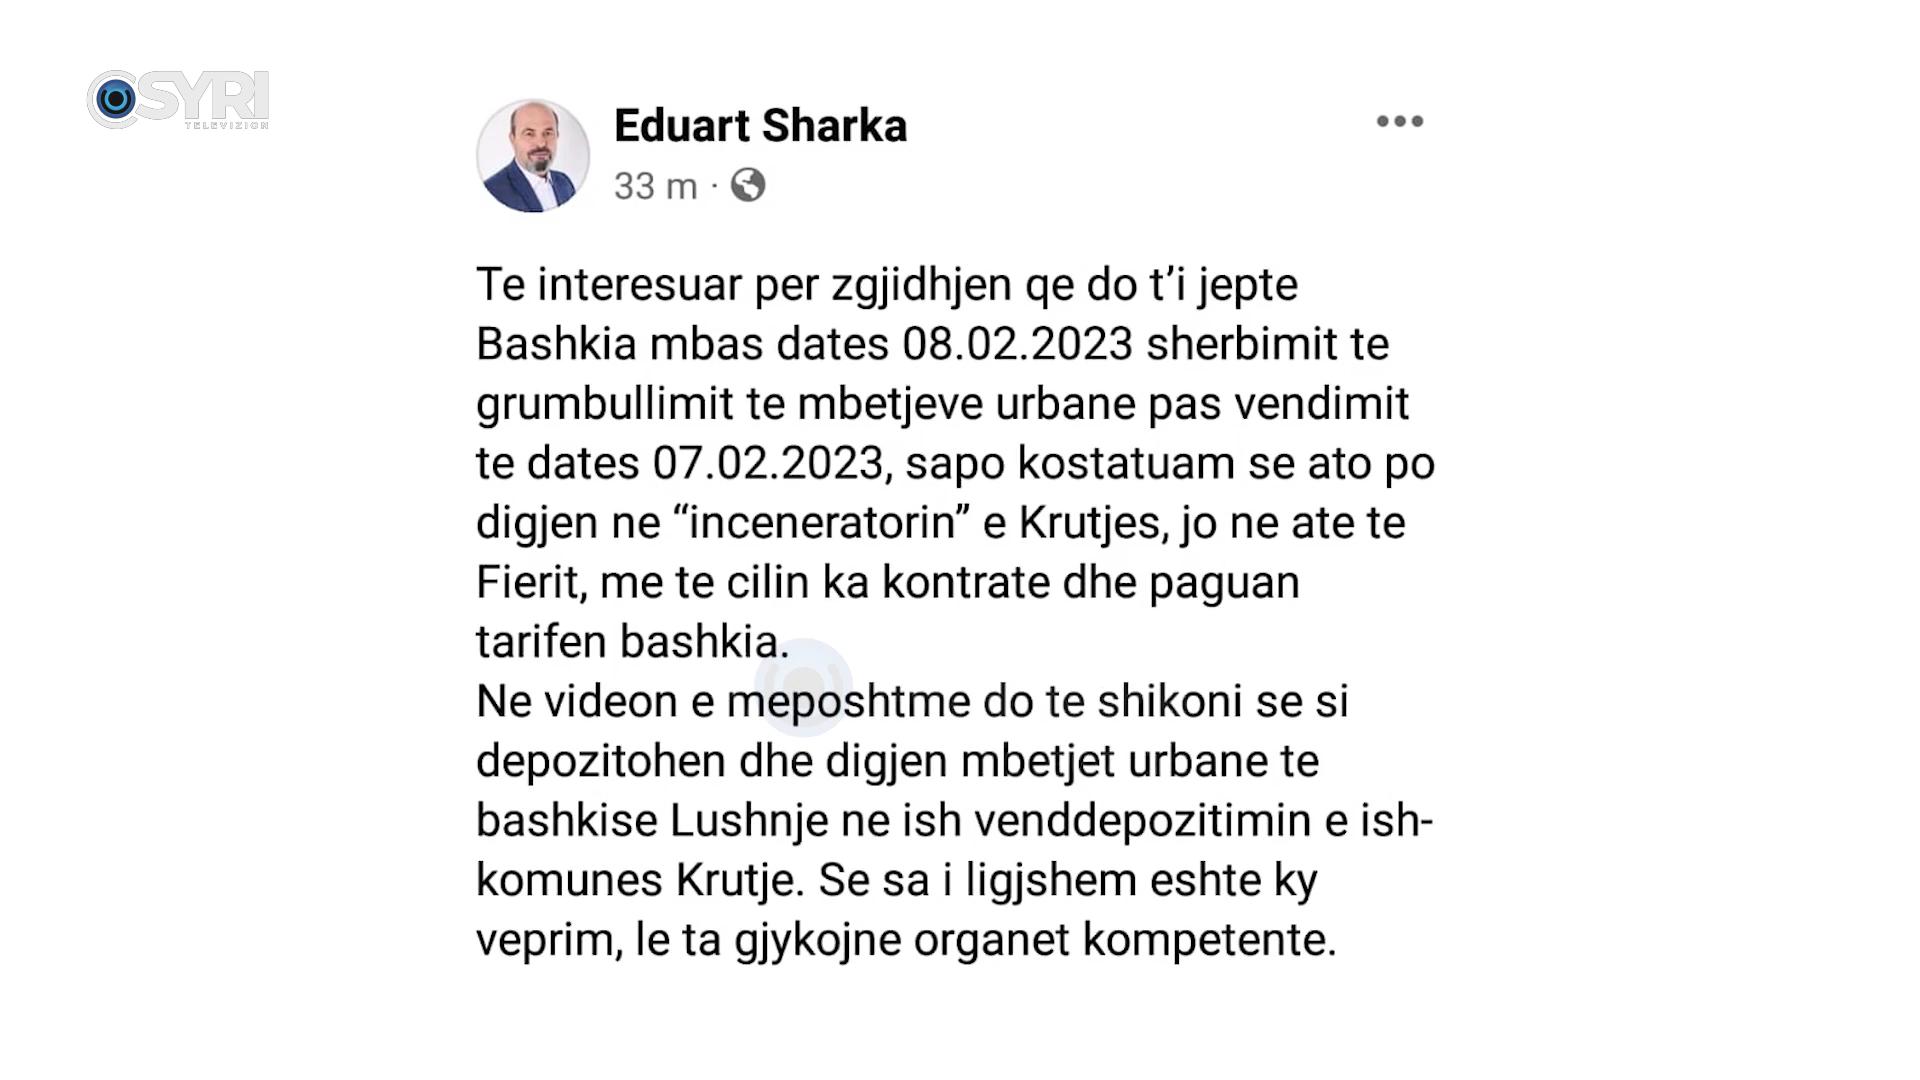 SYRI
TELEVIZION
Eduart Sharka
33 m ·
Te interesuar per zgjidhjen qe do t’i jepte
Bashkia mbas dates 08.02.2023 sherbimit te
grumbullimit te mbetjeve urbane pas vendimit
te dates 07.02.2023, sapo kostatuam se ato po
digjen ne “inceneratorin” e Krutjes, jo ne ate te
Fierit, me te cilin ka kontrate dhe paguan
tarifen bashkia.
Ne videon e meposhtme do te shikoni se si
depozitohen dhe digjen mbetjet urbane te
bashkise Lushnje ne ish venddepozitimin e ish-
komunes Krutje. Se sa i ligjshem eshte ky
veprim, le ta gjykojne organet kompetente.